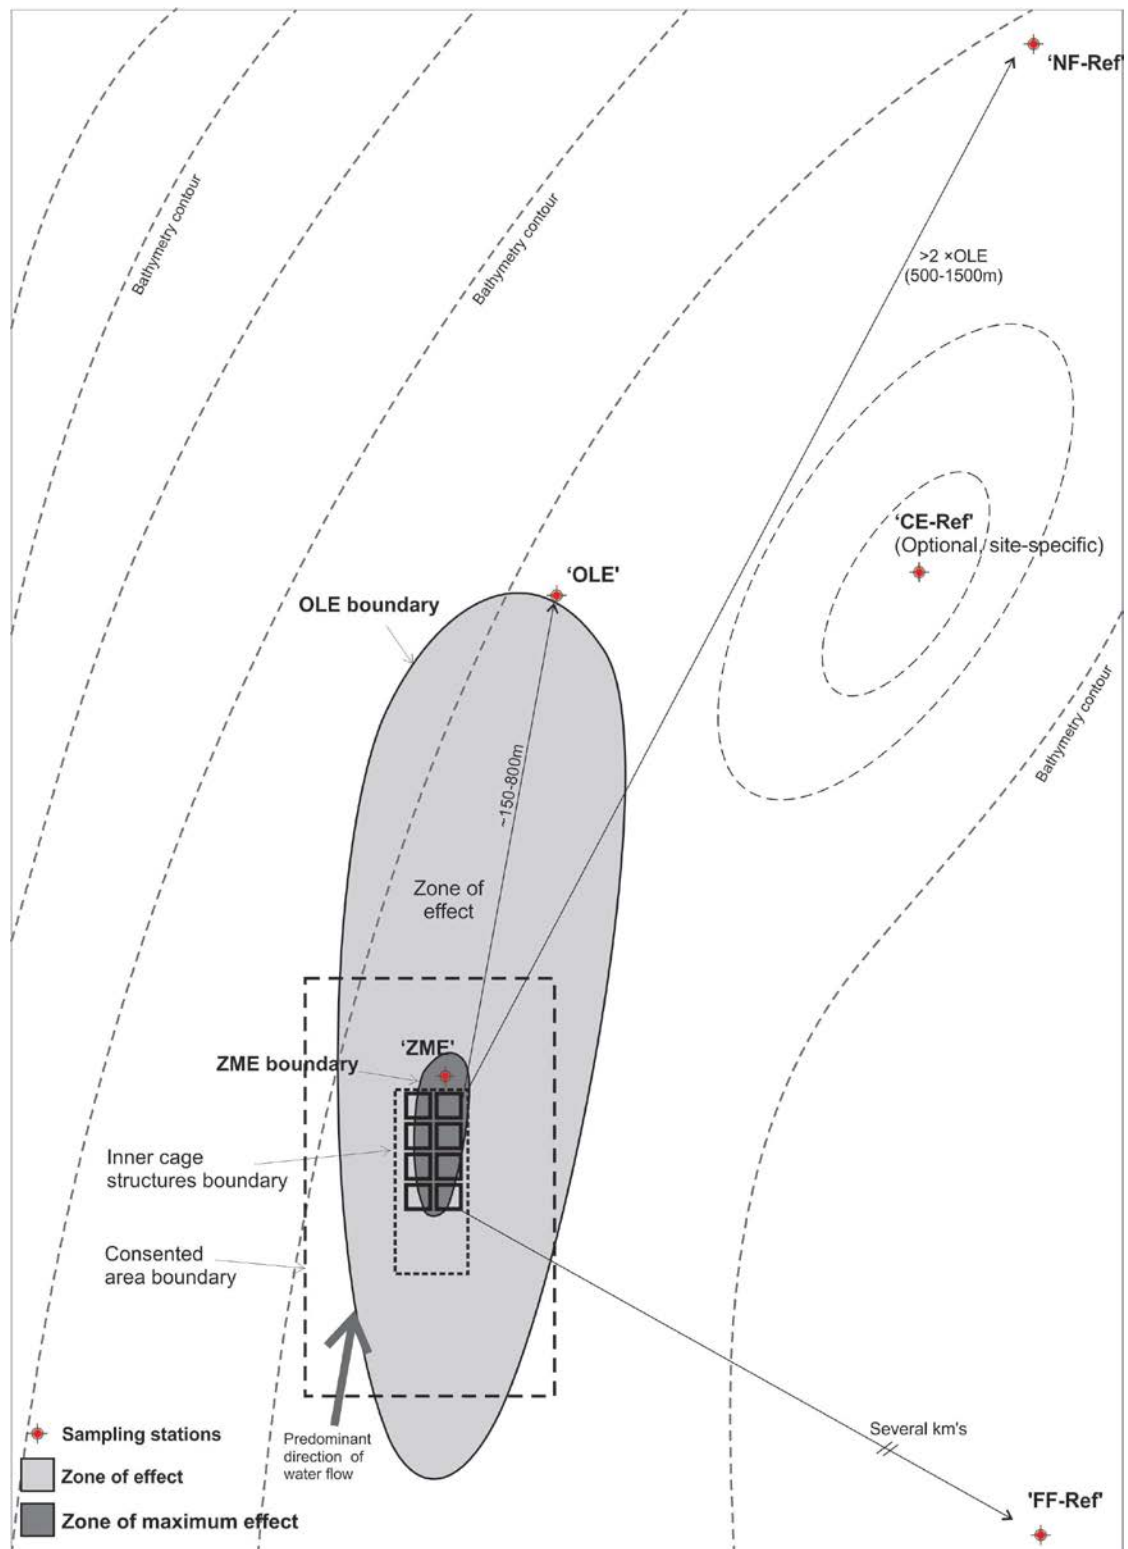 'NF-Ref'
Bathymetry contour
Bathymetry contour
>2 ×OLE
(500-1500m)
'CE-Ref'
(Optional, site-specific)
'OLE'
OLE boundary
Bathymetry contour
~150-800m
Zone of
effect
'ZME'
ZME boundary
Inner cage
structures boundary
Consented
area boundary
Predominant
direction of
water flow
Several km's
'FF-Ref'
Sampling stations
Zone of effect
Zone of maximum effect